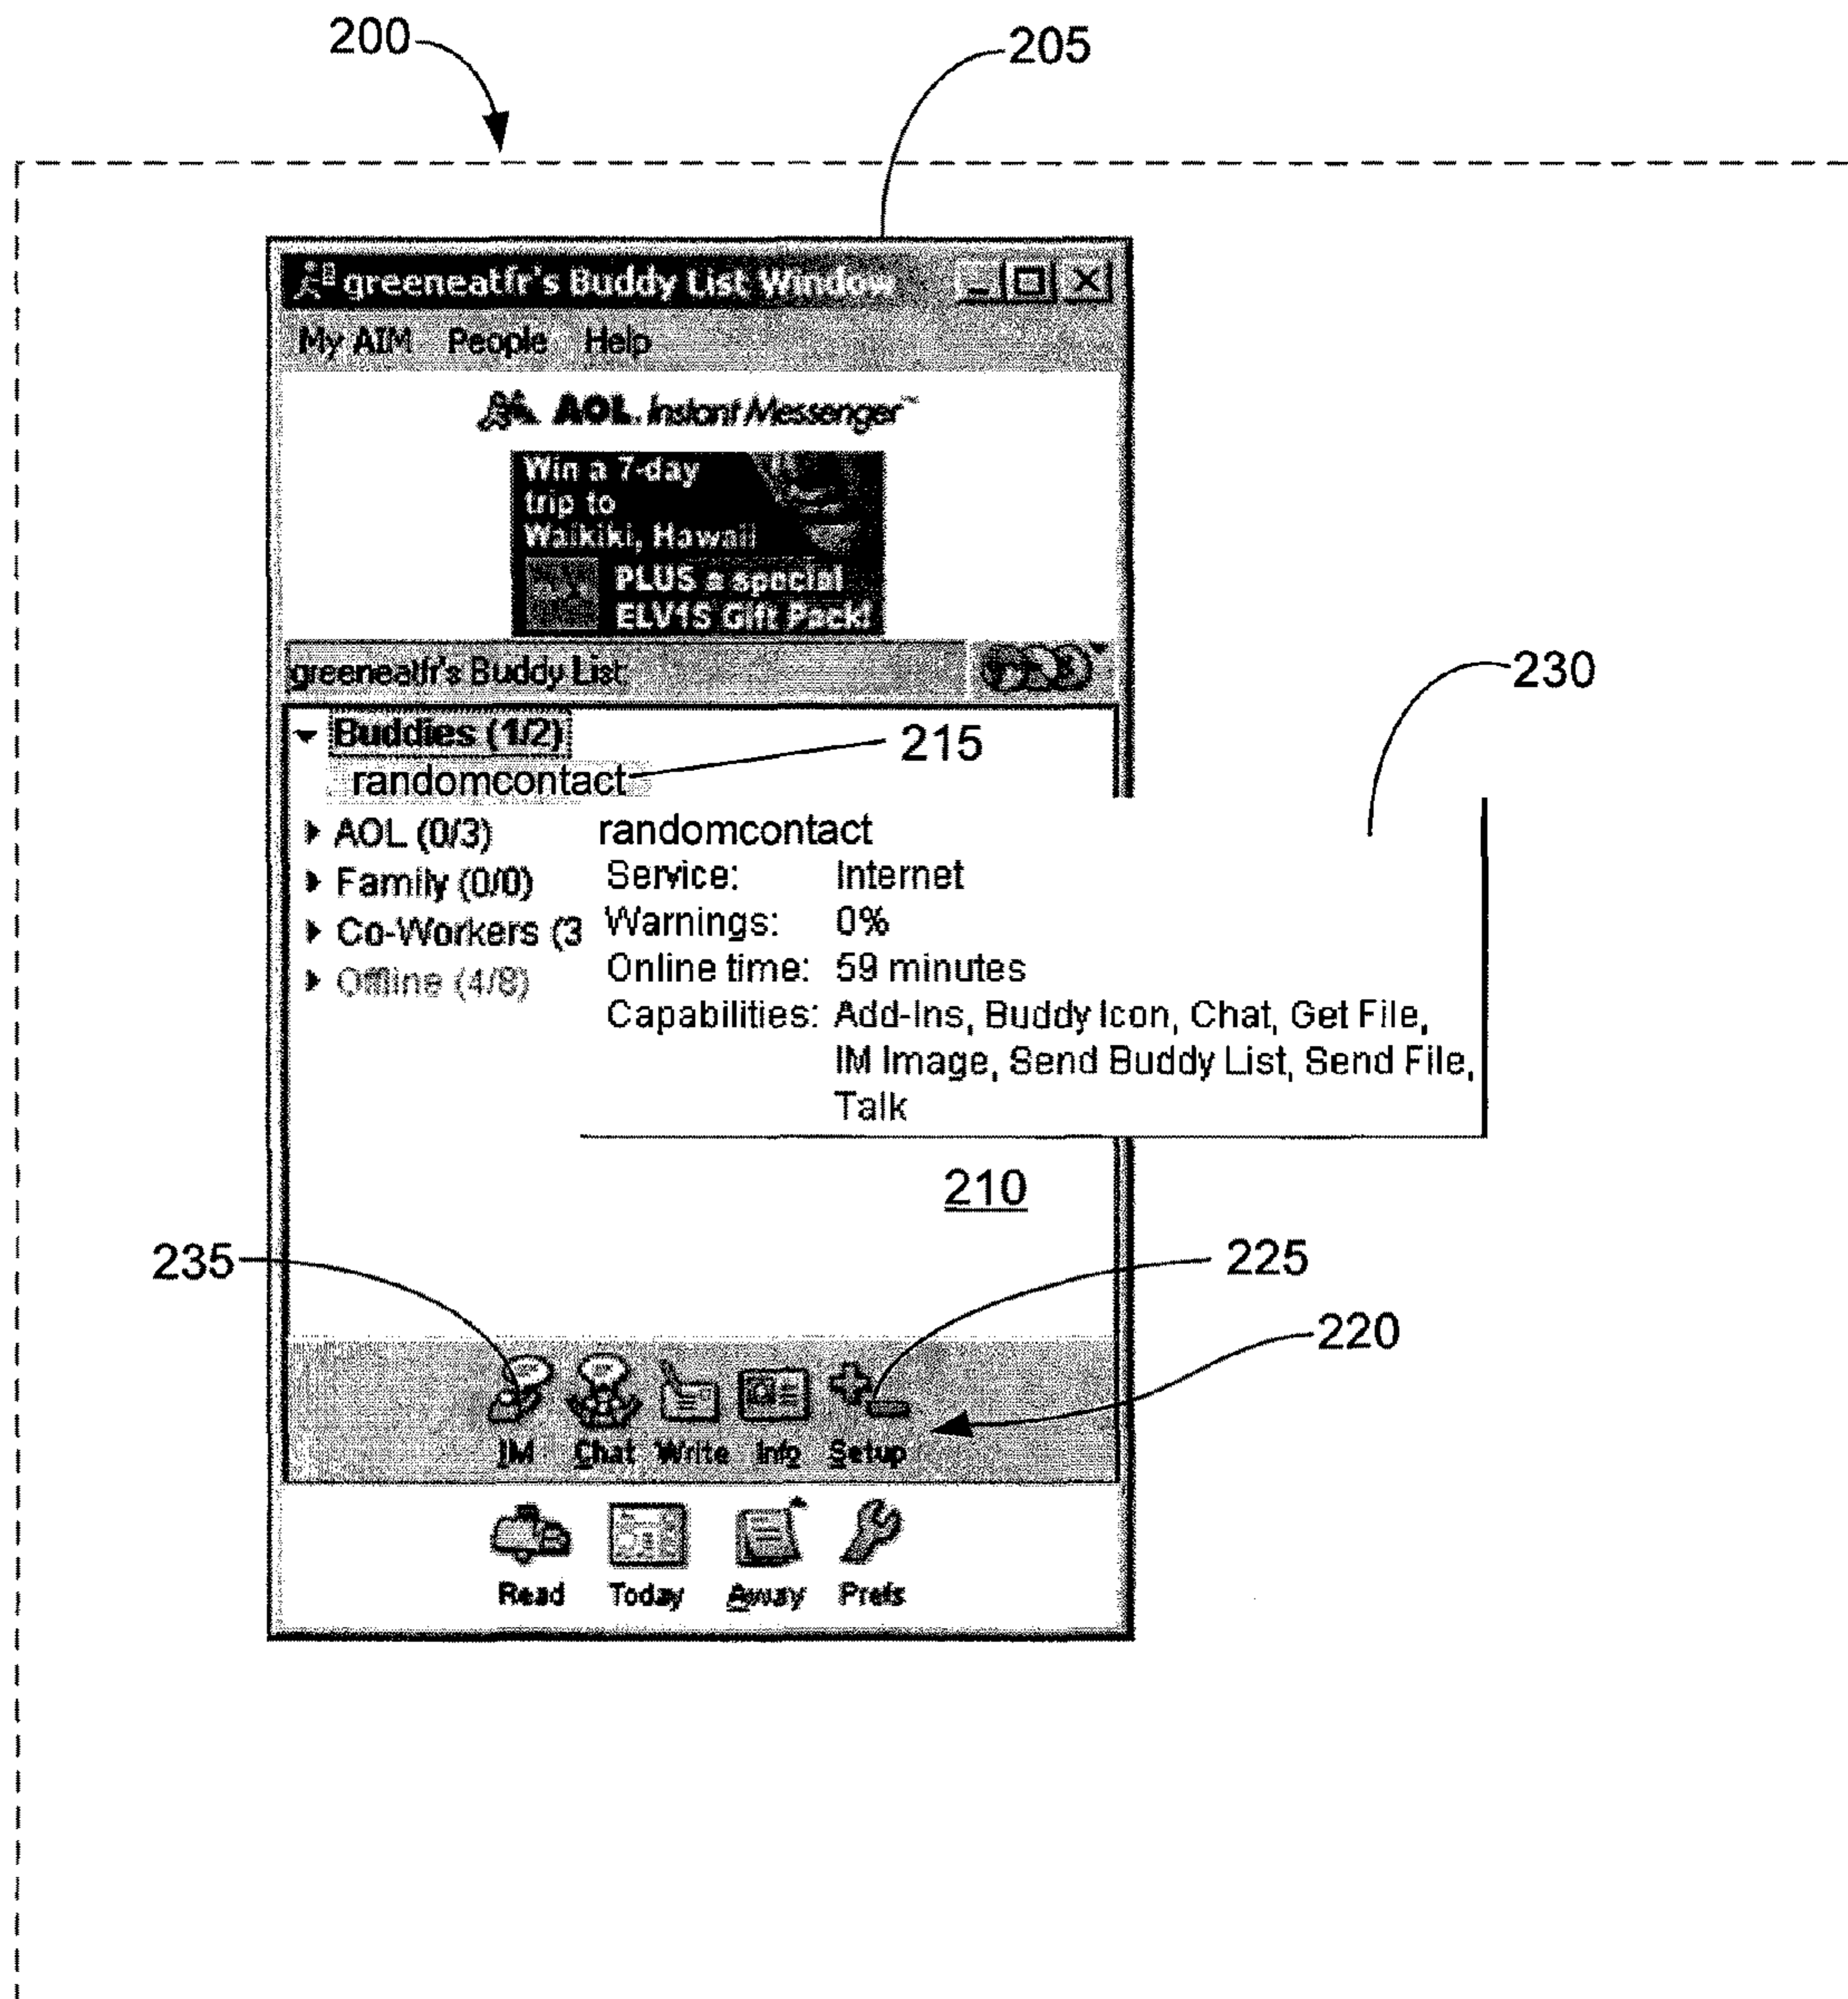 200
205
greeneatfr's Buddy List Window
My AIM People Help
AOL Instant Messenger™
Win a 7-day
trip to
Waikiki, Hawaii
PLUS a special
ELV1S Gift Pack!
greeneatfr's Buddy List
230
Buddies (1/2)
215
randomcontact
AOL (0/3)
randomcontact
Family (0/0)
Service: Internet
Co-Workers (3
Warnings: 0%
Offline (4/8)
Online time: 59 minutes
Capabilities: Add-Ins, Buddy Icon, Chat, Get File,
IM Image, Send Buddy List, Send File,
Talk
210
235
225
220
IM Chat Write Info Setup
Read Today Away Prefs